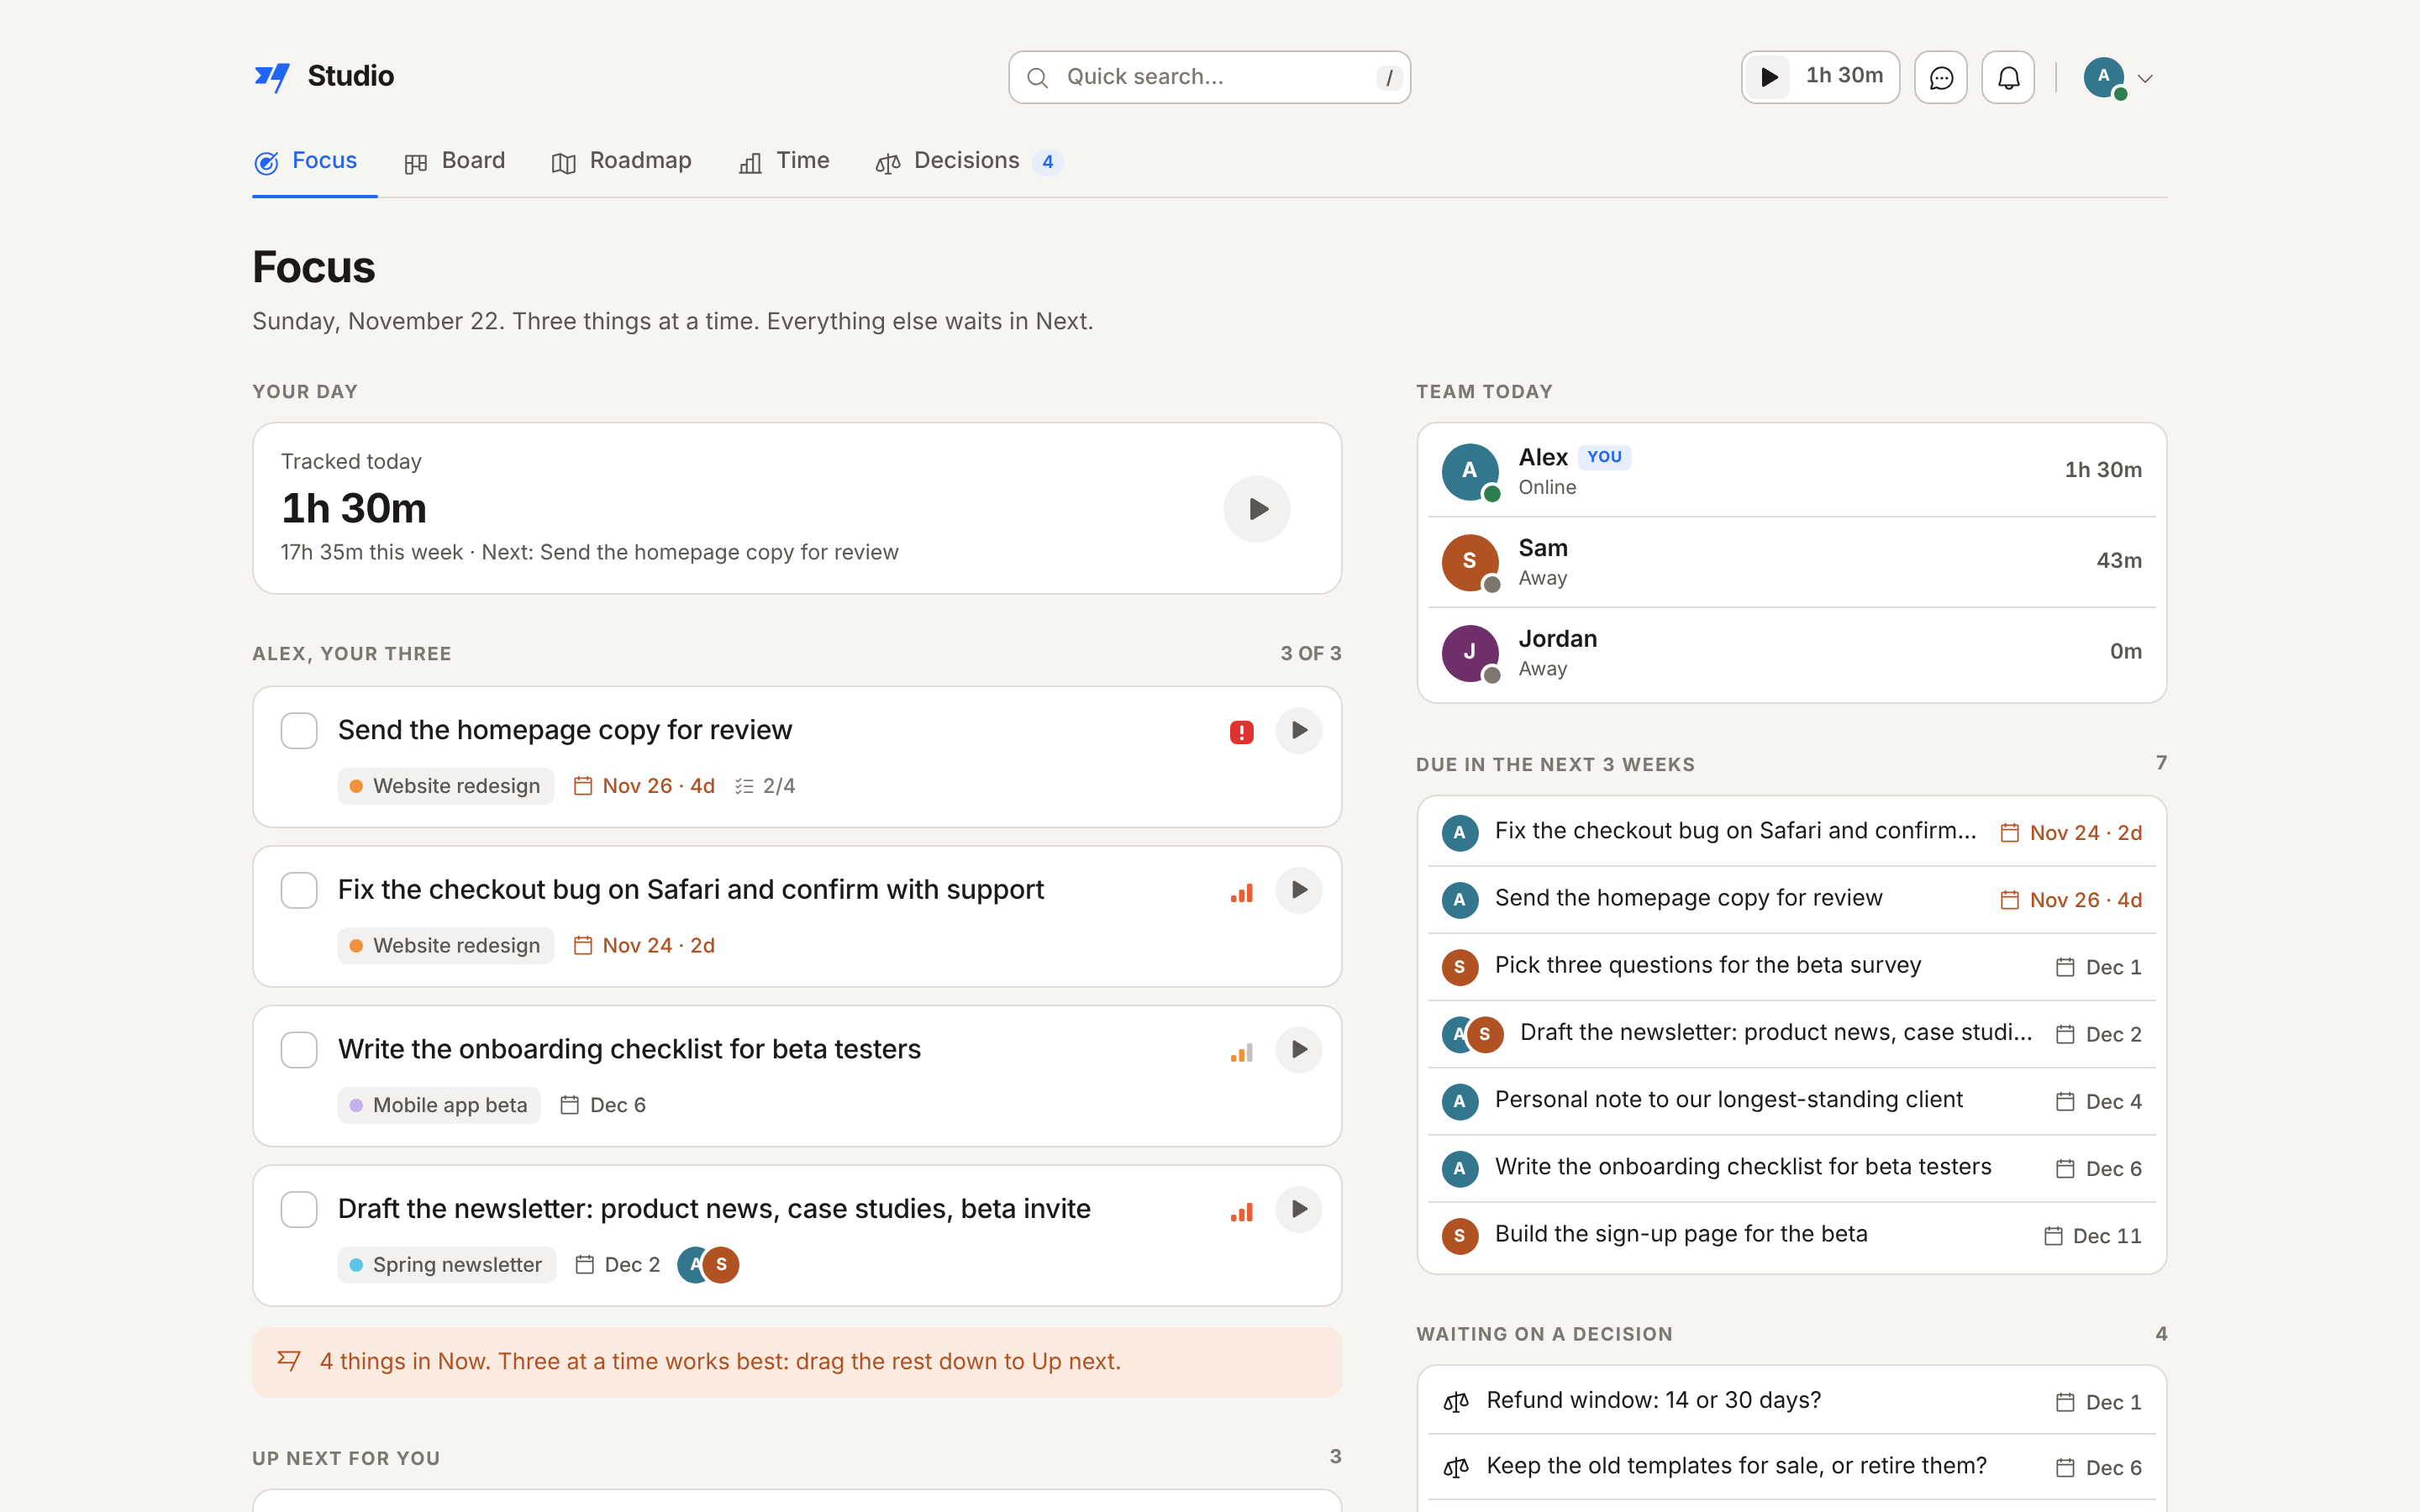 Studio
Quick search...
/
1h 30m
A
Focus
Board
Roadmap
Time
Decisions 4
Focus
Sunday, November 22. Three things at a time. Everything else waits in Next.
YOUR DAY
Tracked today
1h 30m
17h 35m this week · Next: Send the homepage copy for review
ALEX, YOUR THREE
3 OF 3
Send the homepage copy for review
Website redesign
Nov 26 · 4d
2/4
Fix the checkout bug on Safari and confirm with support
Website redesign
Nov 24 · 2d
Write the onboarding checklist for beta testers
Mobile app beta
Dec 6
Draft the newsletter: product news, case studies, beta invite
Spring newsletter
Dec 2
A
S
4 things in Now. Three at a time works best: drag the rest down to Up next.
UP NEXT FOR YOU
3
TEAM TODAY
A
Alex YOU
Online
1h 30m
S
Sam
Away
43m
J
Jordan
Away
0m
DUE IN THE NEXT 3 WEEKS
7
A Fix the checkout bug on Safari and confirm... Nov 24 · 2d
A Send the homepage copy for review Nov 26 · 4d
S Pick three questions for the beta survey Dec 1
A S Draft the newsletter: product news, case studi... Dec 2
A Personal note to our longest-standing client Dec 4
A Write the onboarding checklist for beta testers Dec 6
S Build the sign-up page for the beta Dec 11
WAITING ON A DECISION
4
Refund window: 14 or 30 days? Dec 1
Keep the old templates for sale, or retire them? Dec 6